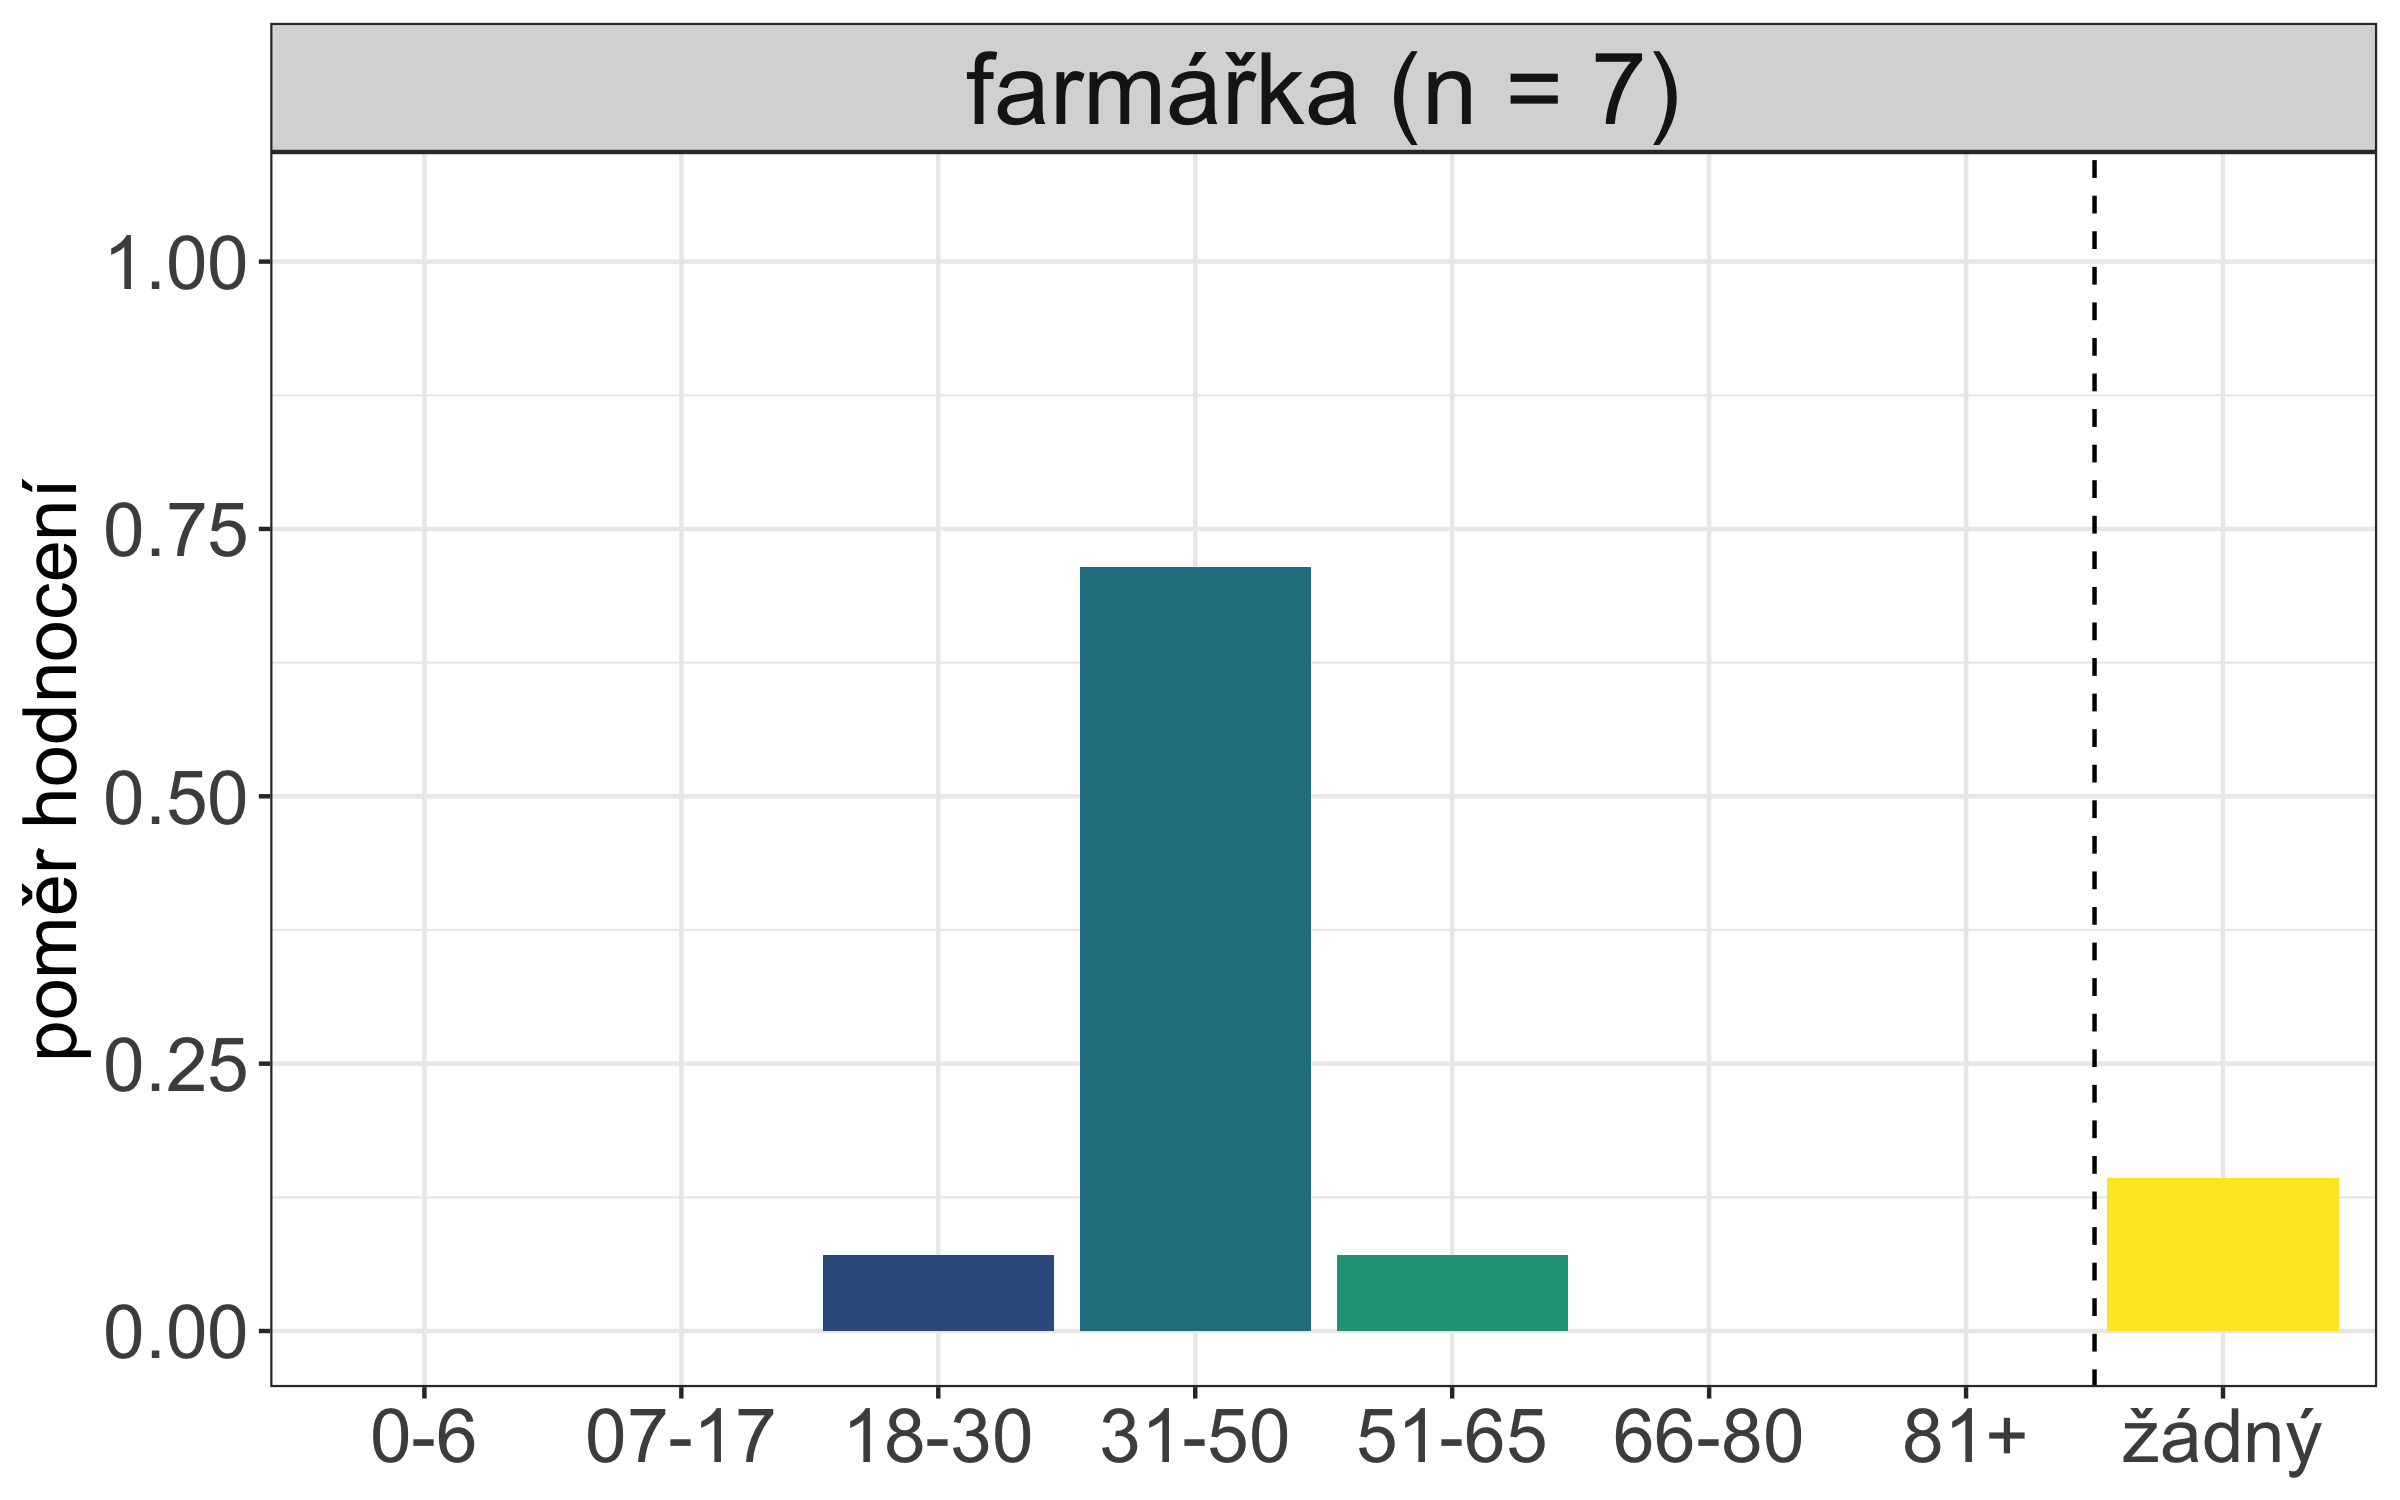 farmářka (n = 7)
poměr hodnocení
1.00
0.75
0.50
0.25
0.00
0-6 07-17 18-30 31-50 51-65 66-80 81+ žádný